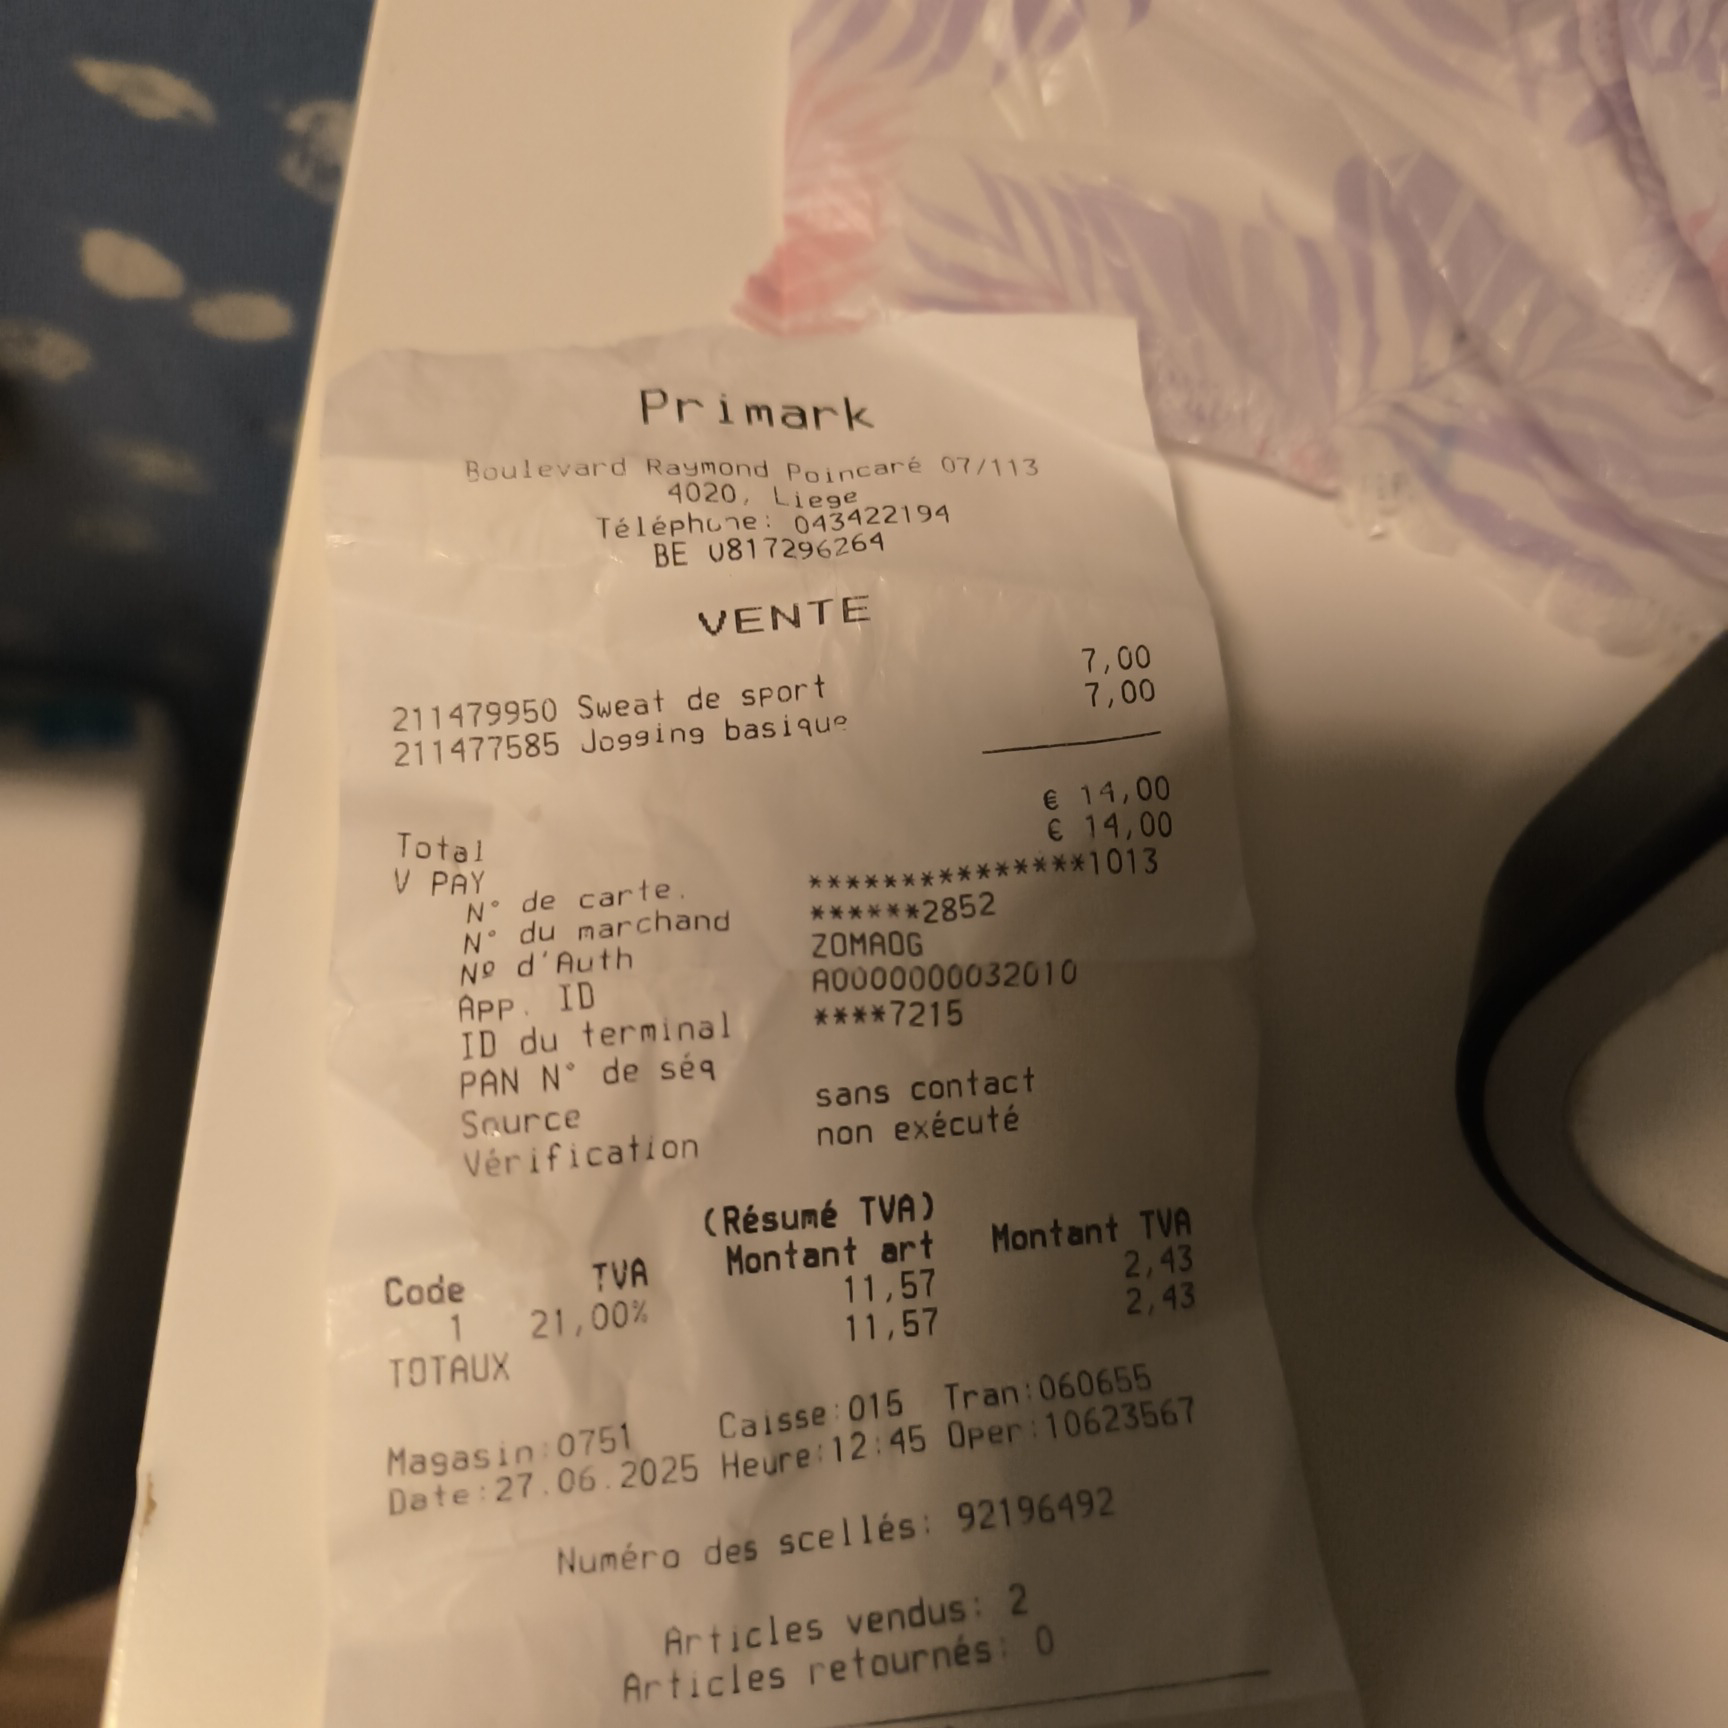 Primark
Boulevard Raymond Poincaré 07/113
4020, Liege
Téléphone: 043422194
BE 0817296264
VENTE
211479950 Sweat de sport 7,00
211477585 Jogging basique 7,00
Total € 14,00
V PAY € 14,00
N° de carte. ***************1013
N° du marchand ******2852
Nº d'Auth ZOMAOG
App. ID A0000000032010
ID du terminal ****7215
PAN N° de séq
Source sans contact
Vérification non exécuté
(Résumé TVA)
Code TVA Montant art Montant TVA
1 21,00% 11,57 2,43
TOTAUX 11,57 2,43
Magasin:0751 Caisse:015 Tran:060655
Date:27.06.2025 Heure:12:45 Oper:10623567
Numéro des scellés: 92196492
Articles vendus: 2
Articles retournés: 0